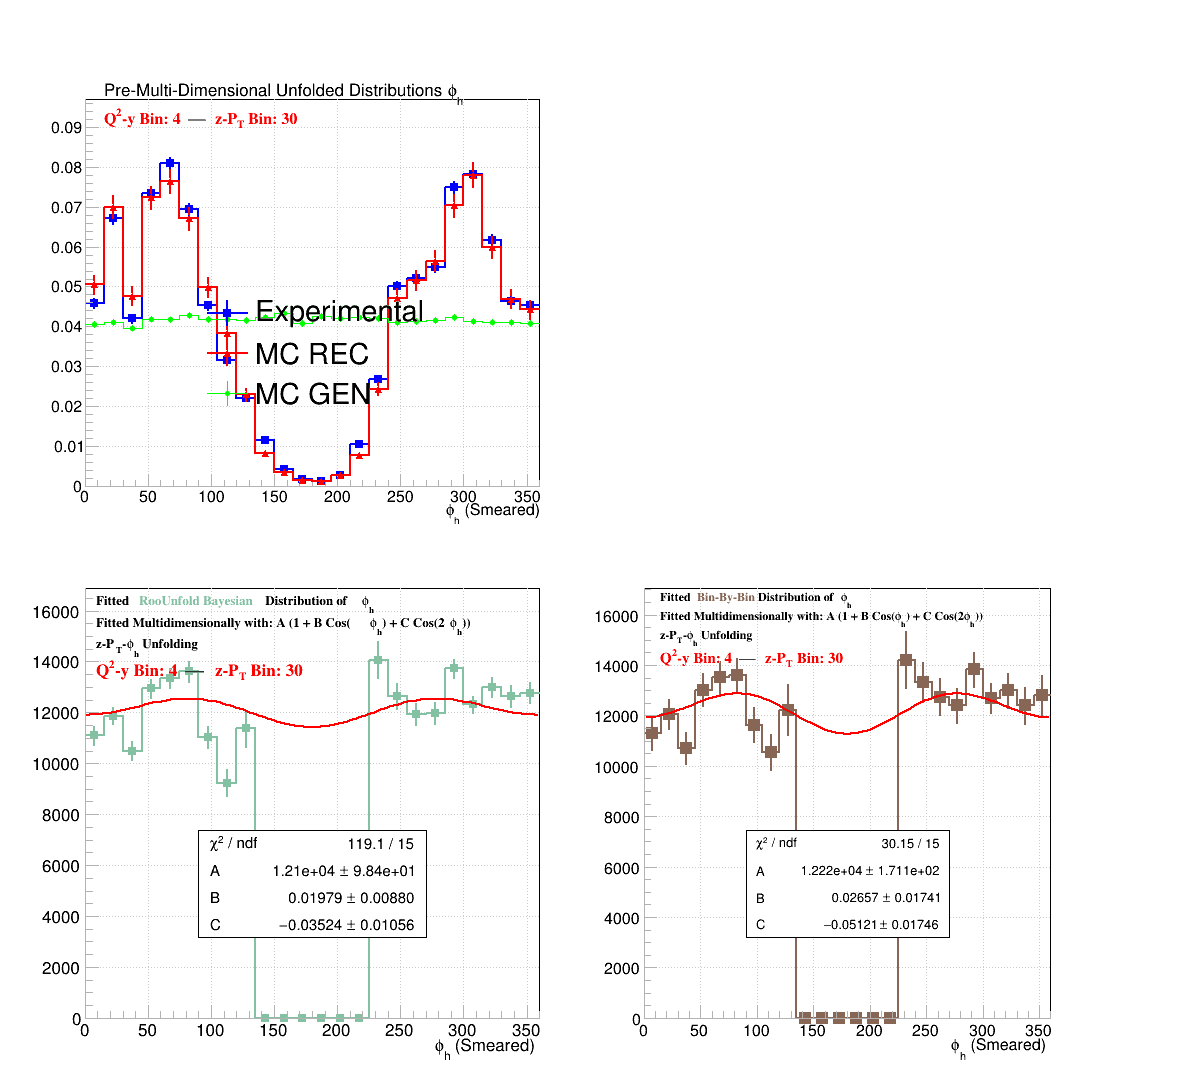 Pre-Multi-Dimensional Unfolded Distributions ϕh
Q2-y Bin: 4 — z-PT Bin: 30
0.09
0.08
0.07
0.06
0.05
0.04
0.03
0.02
0.01
0
Experimental
MC REC
MC GEN
0 50 100 150 200 250 300 350
ϕh (Smeared)
Fitted RooUnfold Bayesian Distribution of ϕh
Fitted Multidimensionally with: A (1 + B Cos(ϕh) + C Cos(2 ϕh))
z-PT-ϕh Unfolding
Q2-y Bin: 4 — z-PT Bin: 30
16000
14000
12000
10000
8000
6000
4000
2000
0
χ2 / ndf 119.1 / 15
A 1.21e+04 ± 9.84e+01
B 0.01979 ± 0.00880
C −0.03524 ± 0.01056
0 50 100 150 200 250 300 350
ϕh (Smeared)
Fitted Bin-By-Bin Distribution of ϕh
Fitted Multidimensionally with: A (1 + B Cos(ϕh) + C Cos(2ϕh))
z-PT-ϕh Unfolding
Q2-y Bin: 4 — z-PT Bin: 30
16000
14000
12000
10000
8000
6000
4000
2000
0
χ2 / ndf 30.15 / 15
A 1.222e+04 ± 1.711e+02
B 0.02657 ± 0.01741
C −0.05121 ± 0.01746
0 50 100 150 200 250 300 350
ϕh (Smeared)